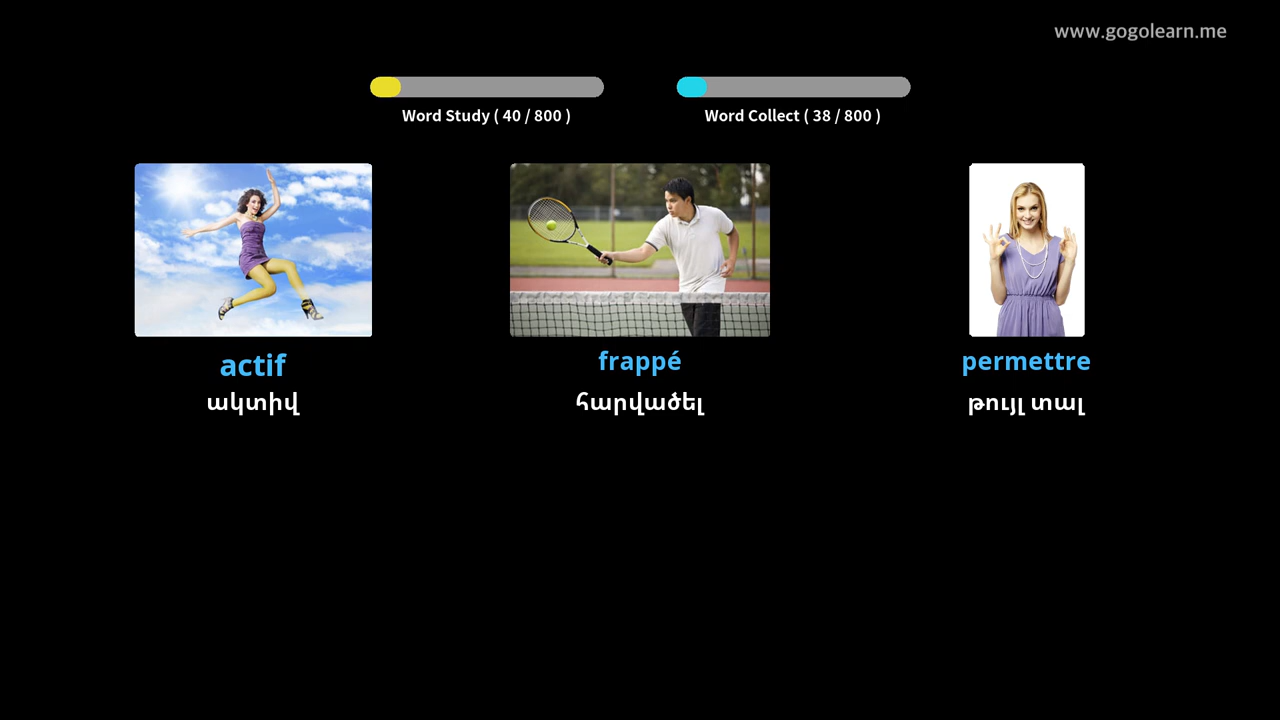 www.gogolearn.me
Word Study ( 40 / 800 )
Word Collect ( 38 / 800 )
actif
frappé
permettre
ակտիվ
հարվածել
թույլ տալ